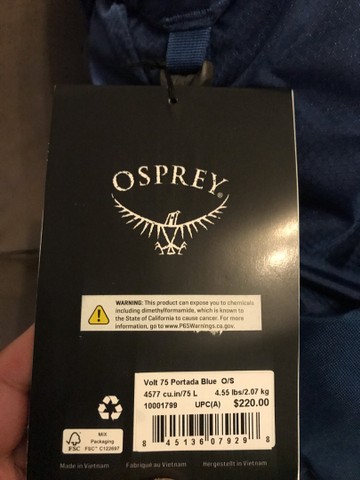 OSPREY®
WARNING: This product can expose you to chemicals
including dimethylformamide, which is known to
the State of California to cause cancer. For more
information, go to www.P65Warnings.ca.gov.
Volt 75 Portada Blue O/S
4577 cu.in/75 L 4.55 lbs/2.07 kg
10001799 UPC(A) $220.00
8 45136 07929 8
FSC
MIX
Packaging
FSC™ C122697
Made in Vietnam Fabriqué au Vietnam Hergestellt in Vietnam